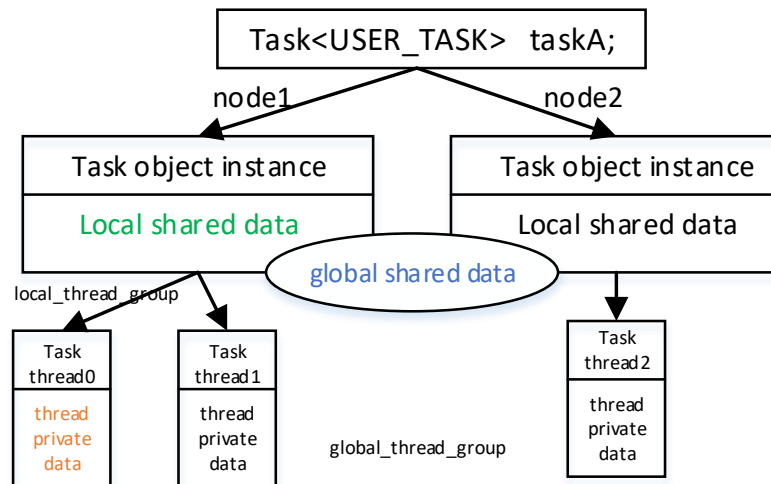 Task<USER_TASK> taskA;
node1
node2
Task object instance
Task object instance
Local shared data
Local shared data
global shared data
local_thread_group
Task
thread0
Task
thread1
Task
thread2
thread
private
data
thread
private
data
thread
private
data
global_thread_group